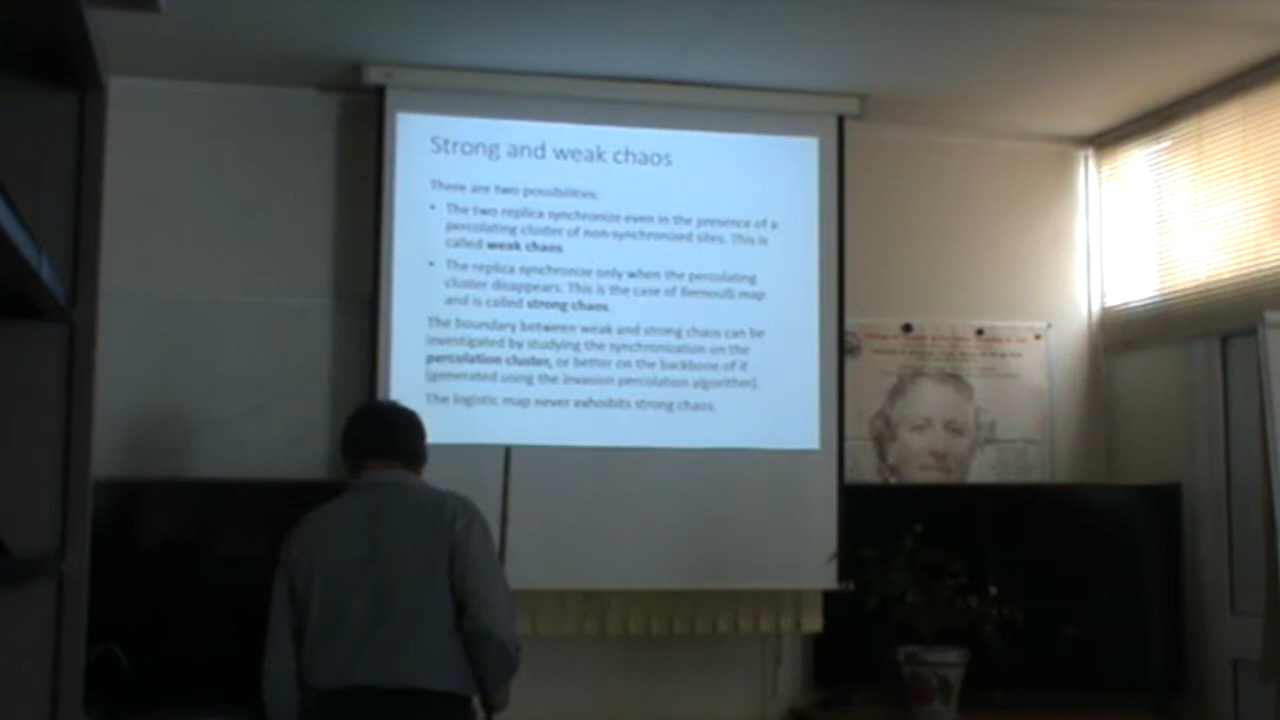 Strong and weak chaos
There are two possibilities:
• The two replica synchronize even in the presence of a
percolating cluster of non-synchronized sites. This is
called weak chaos
• The replica synchronize only when the percolating
cluster disappears. This is the case of Bernoulli map
and is called strong chaos.
The boundary between weak and strong chaos can be
investigated by studying the synchronization on the
percolation cluster, or better on the backbone of it
(generated using the invasion percolation algorithm).
The logistic map never exhoibits strong chaos.